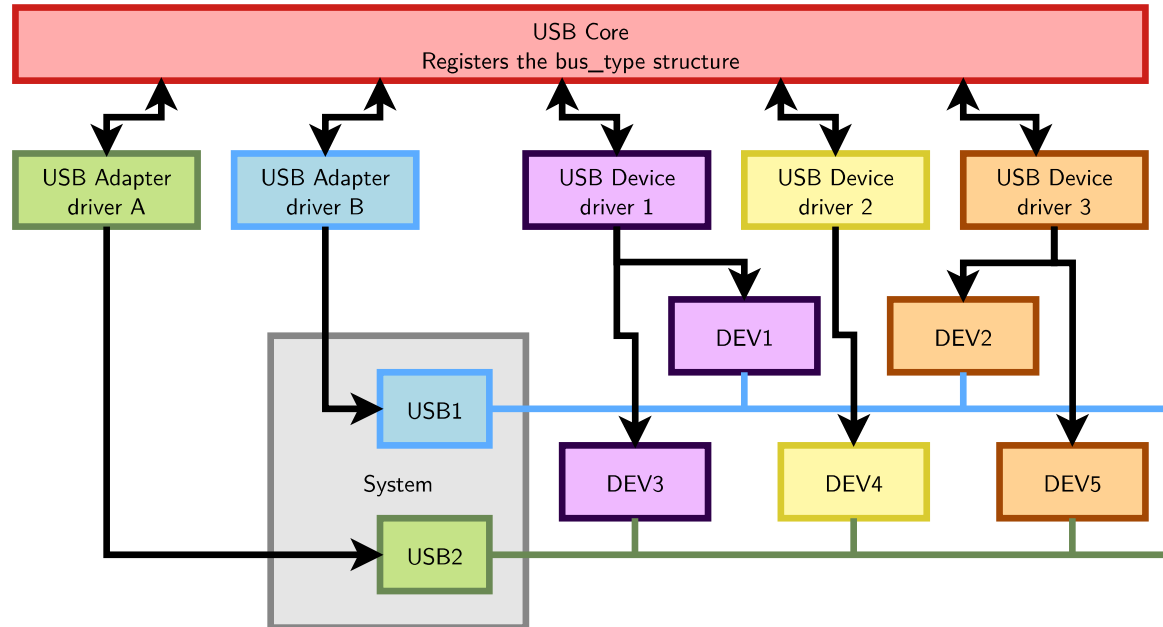 USB Core
Registers the bus_type structure
USB Adapter
driver A
USB Adapter
driver B
USB Device
driver 1
USB Device
driver 2
USB Device
driver 3
DEV1
DEV2
USB1
System
DEV3
DEV4
DEV5
USB2